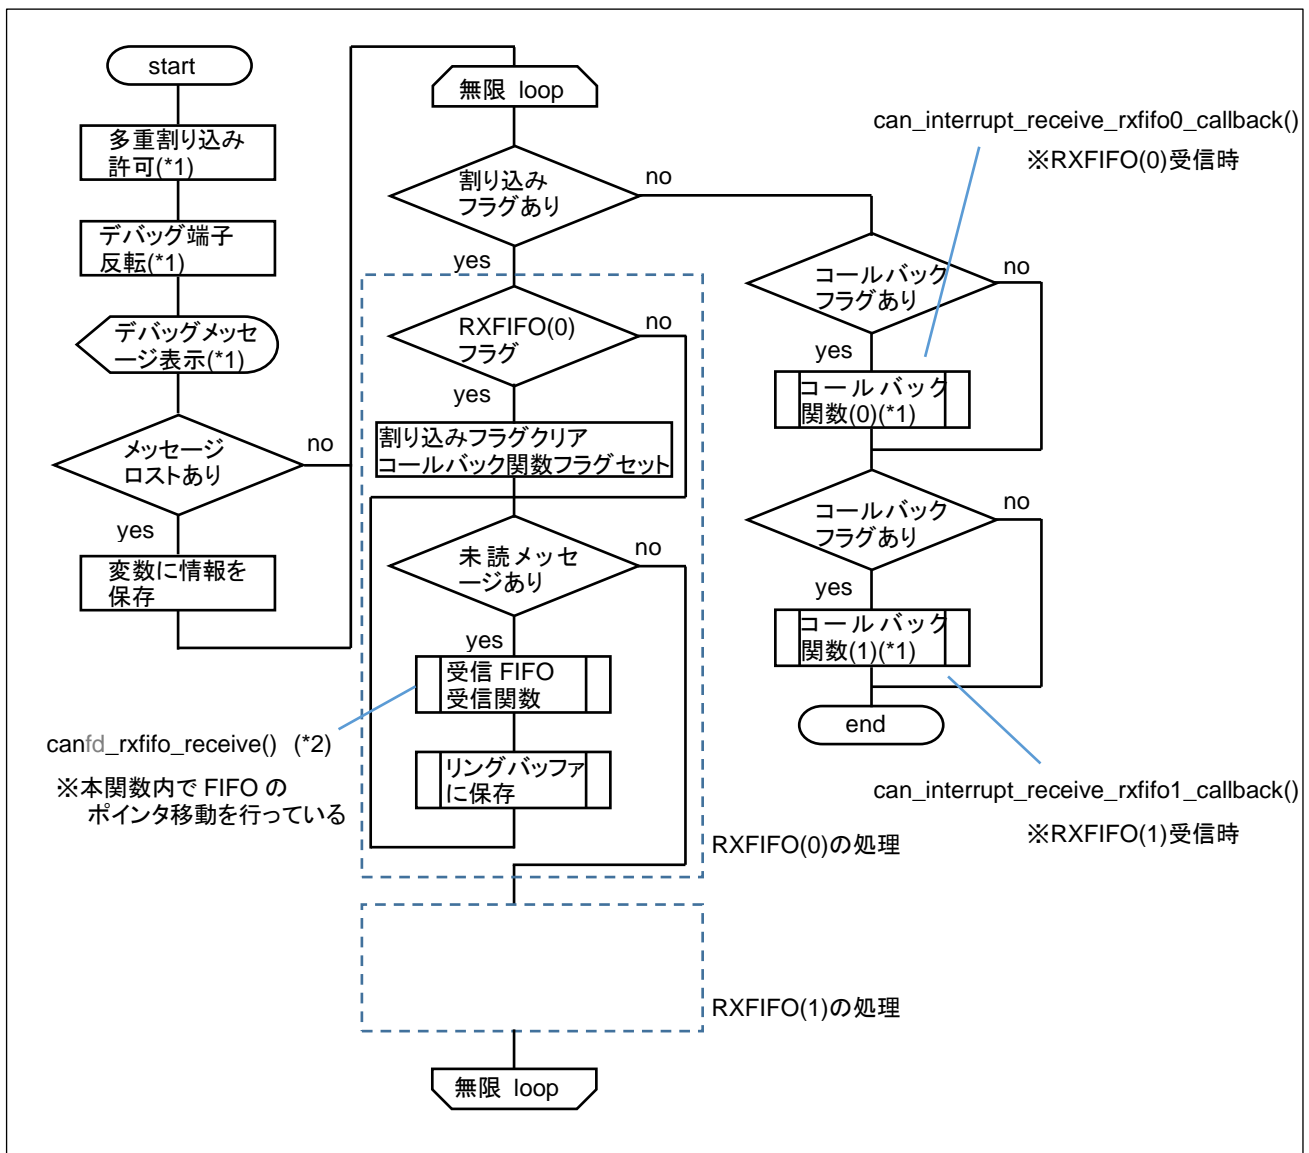 start
多重割り込み
許可(*1)
デバッグ端子
反転(*1)
デバッグメッセ
ージ表示(*1)
メッセージ
ロストあり
no
yes
変数に情報を
保存
無限 loop
割り込み
フラグあり
no
yes
RXFIFO(0)
フラグ
no
yes
割り込みフラグクリア
コールバック関数フラグセット
未読メッセ
ージあり
no
yes
受信 FIFO
受信関数
canfd_rxfifo_receive() (*2)
※本関数内で FIFO の
ポインタ移動を行っている
リングバッファ
に保存
RXFIFO(0)の処理
RXFIFO(1)の処理
無限 loop
can_interrupt_receive_rxfifo0_callback()
※RXFIFO(0)受信時
コールバック
フラグあり
no
yes
コールバック
関数(0)(*1)
コールバック
フラグあり
no
yes
コールバック
関数(1)(*1)
end
can_interrupt_receive_rxfifo1_callback()
※RXFIFO(1)受信時